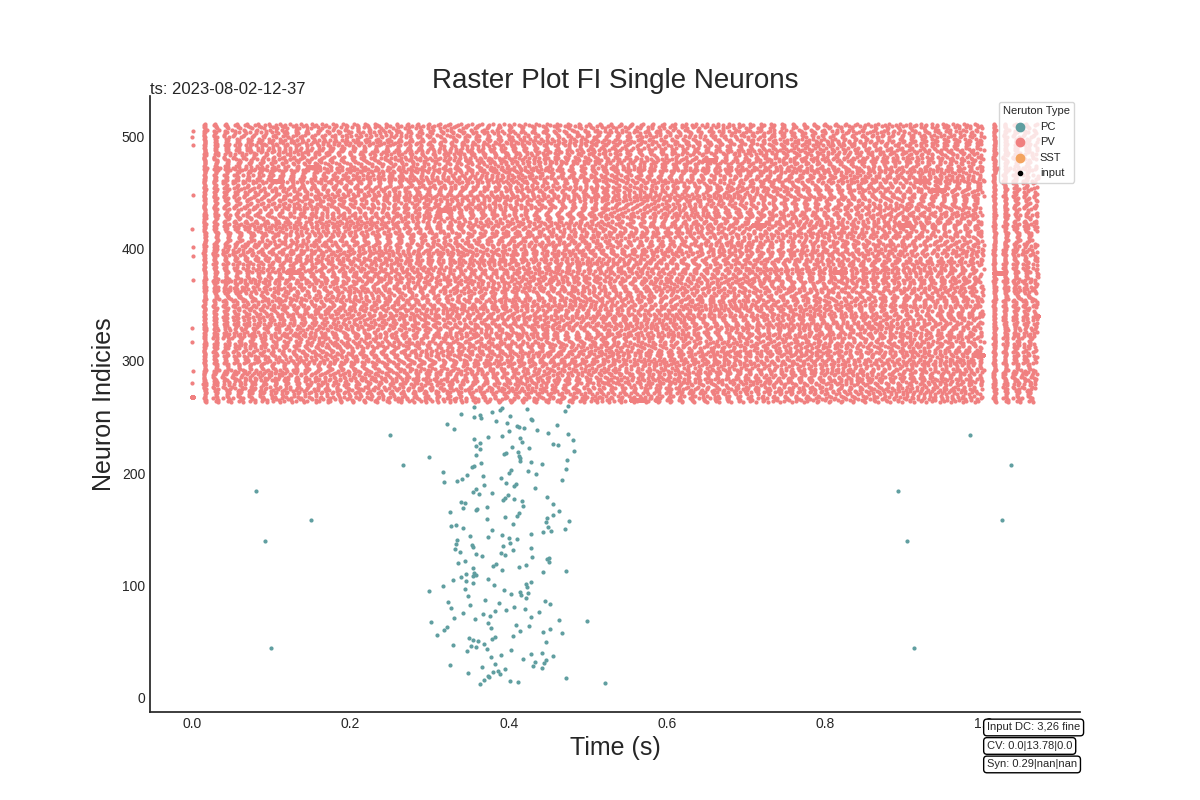 Raster Plot FI Single Neurons
ts: 2023-08-02-12-37
Neruton Type
PC
PV
SST
input
500
400
300
200
100
0
Neuron Indicies
0.0 0.2 0.4 0.6 0.8 1
Time (s)
Input DC: 3,26 fine
CV: 0.0|13.78|0.0
Syn: 0.29|nan|nan